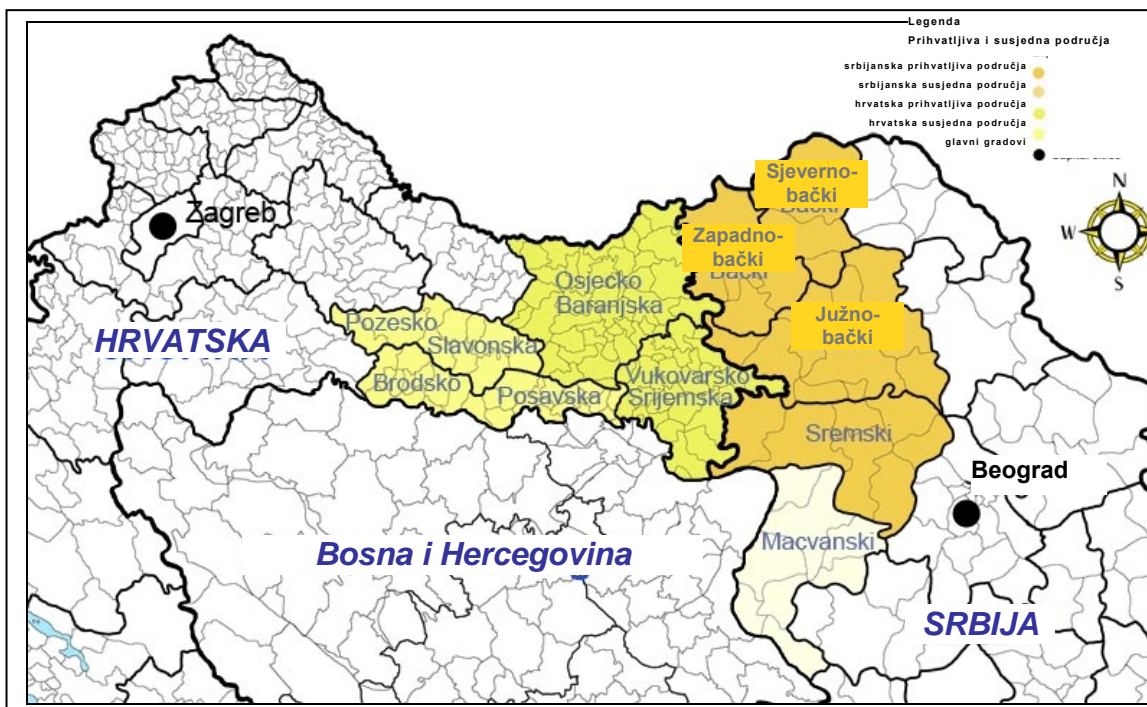 Legenda
Prihvatljiva i susjedna područja
srbijanska prihvatljiva područja
srbijanska susjedna područja
hrvatska prihvatljiva područja
hrvatska susjedna područja
glavni gradovi
N
W
S
Zagreb
Sjeverno-
bački
Zapadno-
bački
Bački
Južno-
bački
Osjecko
Baranjska
HRVATSKA
Pozesko
Slavonska
Brodsko
Posavska
Vukovarsko
Srijemska
Sremski
Beograd
Macvanski
Bosna i Hercegovina
SRBIJA